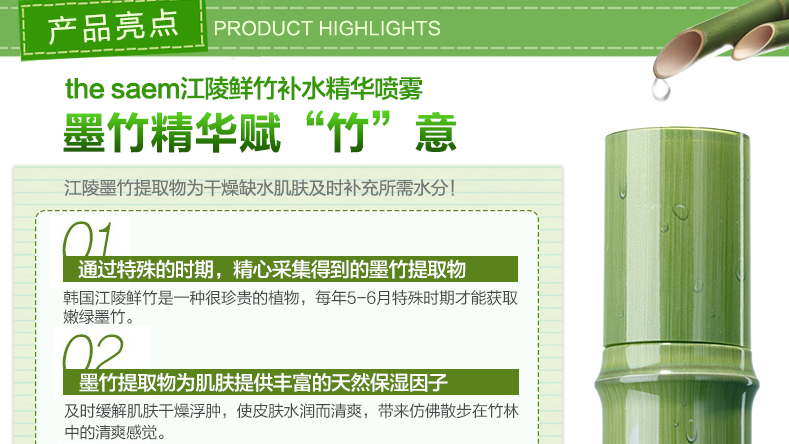 产品亮点 PRODUCT HIGHLIGHTS
the saem江陵鲜竹补水精华喷雾
墨竹精华赋“竹”意
江陵墨竹提取物为干燥缺水肌肤及时补充所需水分！
01
通过特殊的时期，精心采集得到的墨竹提取物
韩国江陵鲜竹是一种很珍贵的植物，每年5-6月特殊时期才能获取
嫩绿墨竹。
02
墨竹提取物为肌肤提供丰富的天然保湿因子
及时缓解肌肤干燥浮肿，使皮肤水润而清爽，带来仿佛散步在竹林
中的清爽感觉。